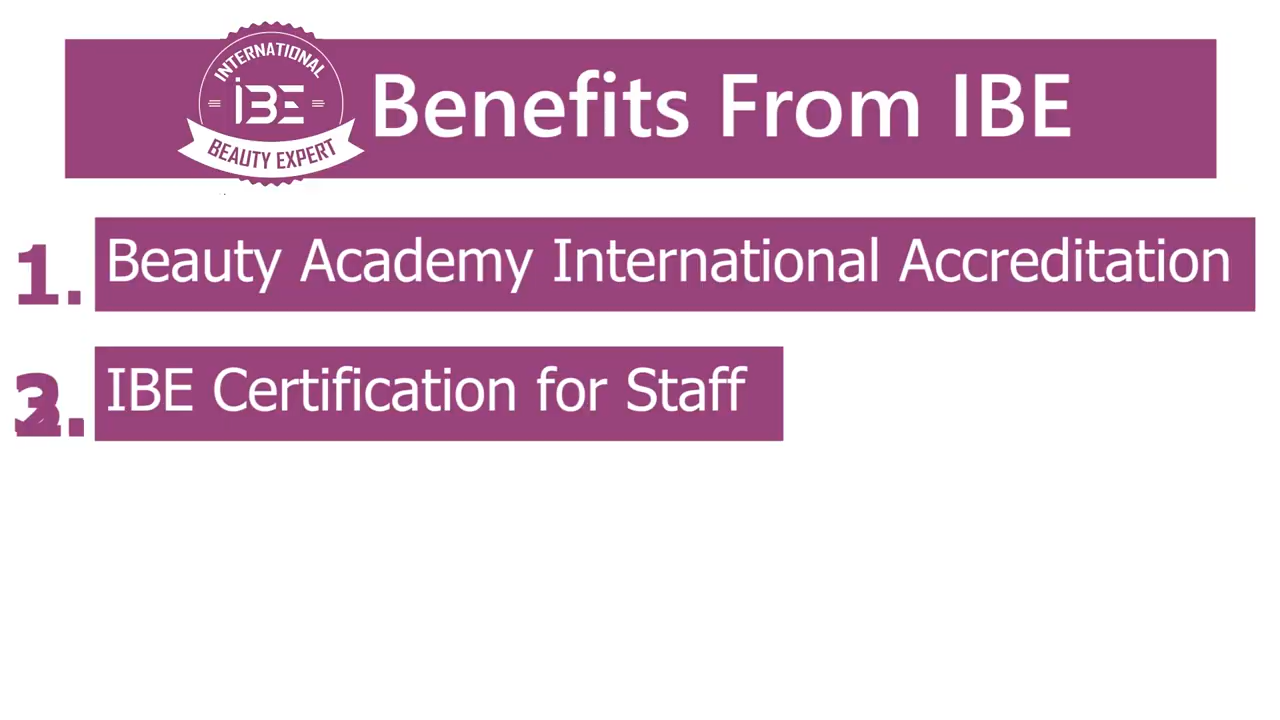 INTERNATIONAL
iBE
BEAUTY EXPERT
Benefits From IBE
1. Beauty Academy International Accreditation
IBE Certification for Staff